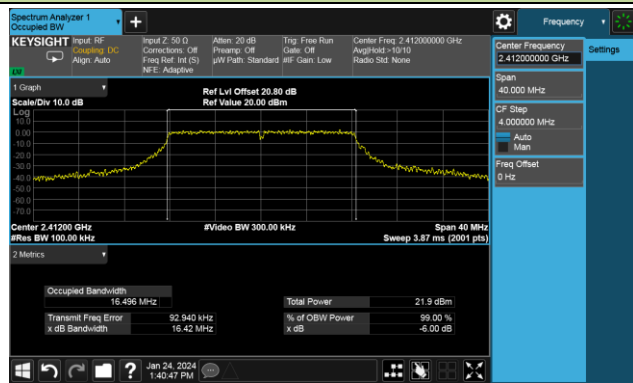 Spectrum Analyzer 1
Occupied BW
+
Frequency
KEYSIGHT
Input: RF
Coupling: DC
Align: Auto
Input Z: 50 Ω
Corrections: Off
Freq Ref: Int (S)
NFE: Adaptive
Atten: 20 dB
Preamp: Off
µW Path: Standard
Trig: Free Run
Gate: Off
#IF Gain: Low
Center Freq: 2.412000000 GHz
Avg|Hold:>10/10
Radio Std: None
Center Frequency
2.412000000 GHz
Settings
Span
40.000 MHz
CF Step
4.000000 MHz
Auto
Man
Freq Offset
0 Hz
1 Graph
Scale/Div 10.0 dB
Ref Lvl Offset 20.80 dB
Ref Value 20.00 dBm
Log
10.0
0.00
-10.0
-20.0
-30.0
-40.0
-50.0
-60.0
-70.0
Center 2.41200 GHz
#Res BW 100.00 kHz
#Video BW 300.00 kHz
Span 40 MHz
Sweep 3.87 ms (2001 pts)
2 Metrics
Occupied Bandwidth
16.496 MHz
Total Power 21.9 dBm
Transmit Freq Error 92.940 kHz
% of OBW Power 99.00 %
x dB Bandwidth 16.42 MHz
x dB -6.00 dB
?
Jan 24, 2024
1:40:47 PM